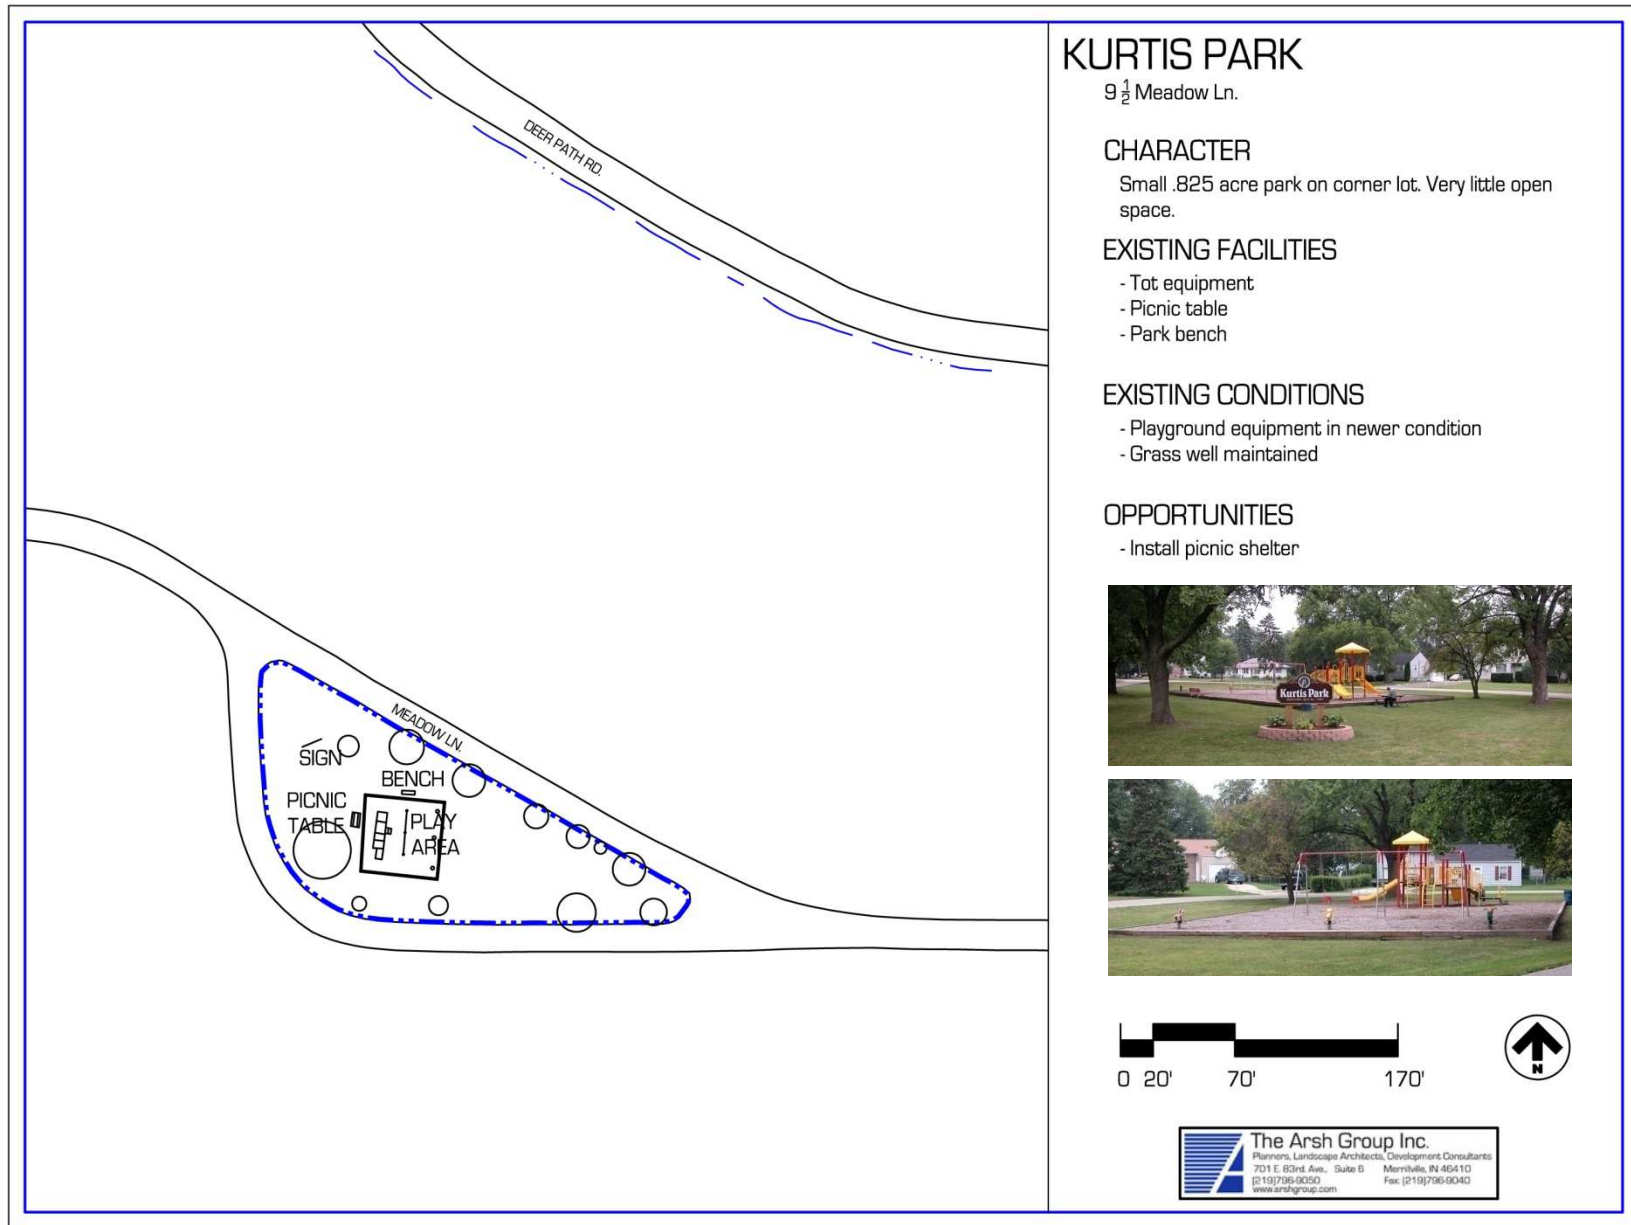 KURTIS PARK
9 1/2 Meadow Ln.
CHARACTER
Small .825 acre park on corner lot. Very little open
space.
EXISTING FACILITIES
- Tot equipment
- Picnic table
- Park bench
EXISTING CONDITIONS
- Playground equipment in newer condition
- Grass well maintained
OPPORTUNITIES
- Install picnic shelter
DEER PATH RD.
MEADOW LN.
SIGN
BENCH
PICNIC
TABLE
PLAY
AREA
Kurtis Park
0 20' 70' 170'
N
The Arsh Group Inc.
Planners, Landscape Architects, Development Consultants
701 E. 83rd. Ave., Suite 6 Merrillville, IN 46410
(219)796-9050 Fax: (219)796-9040
www.arshgroup.com